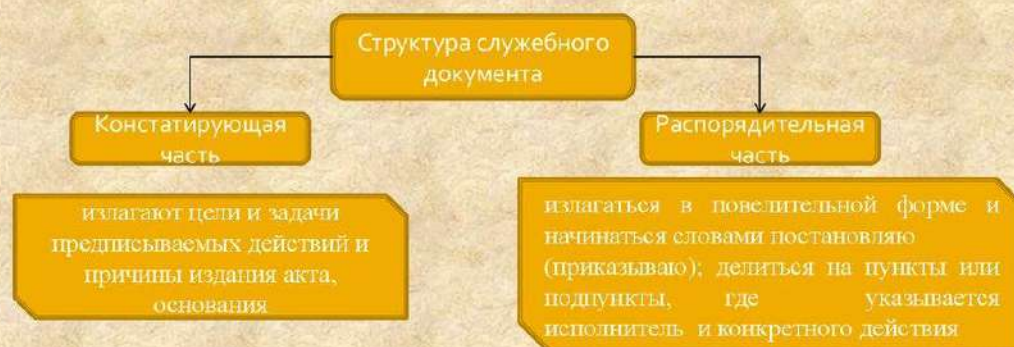 Структура служебного
документа
Констатирующая
часть
Распорядительная
часть
излагают цели и задачи
предписываемых действий и
причины издания акта,
основания
излагаться в повелительной форме и
начинаться словами постановляю
(приказываю); делиться на пункты или
подпункты, где указывается
исполнитель и конкретного действия